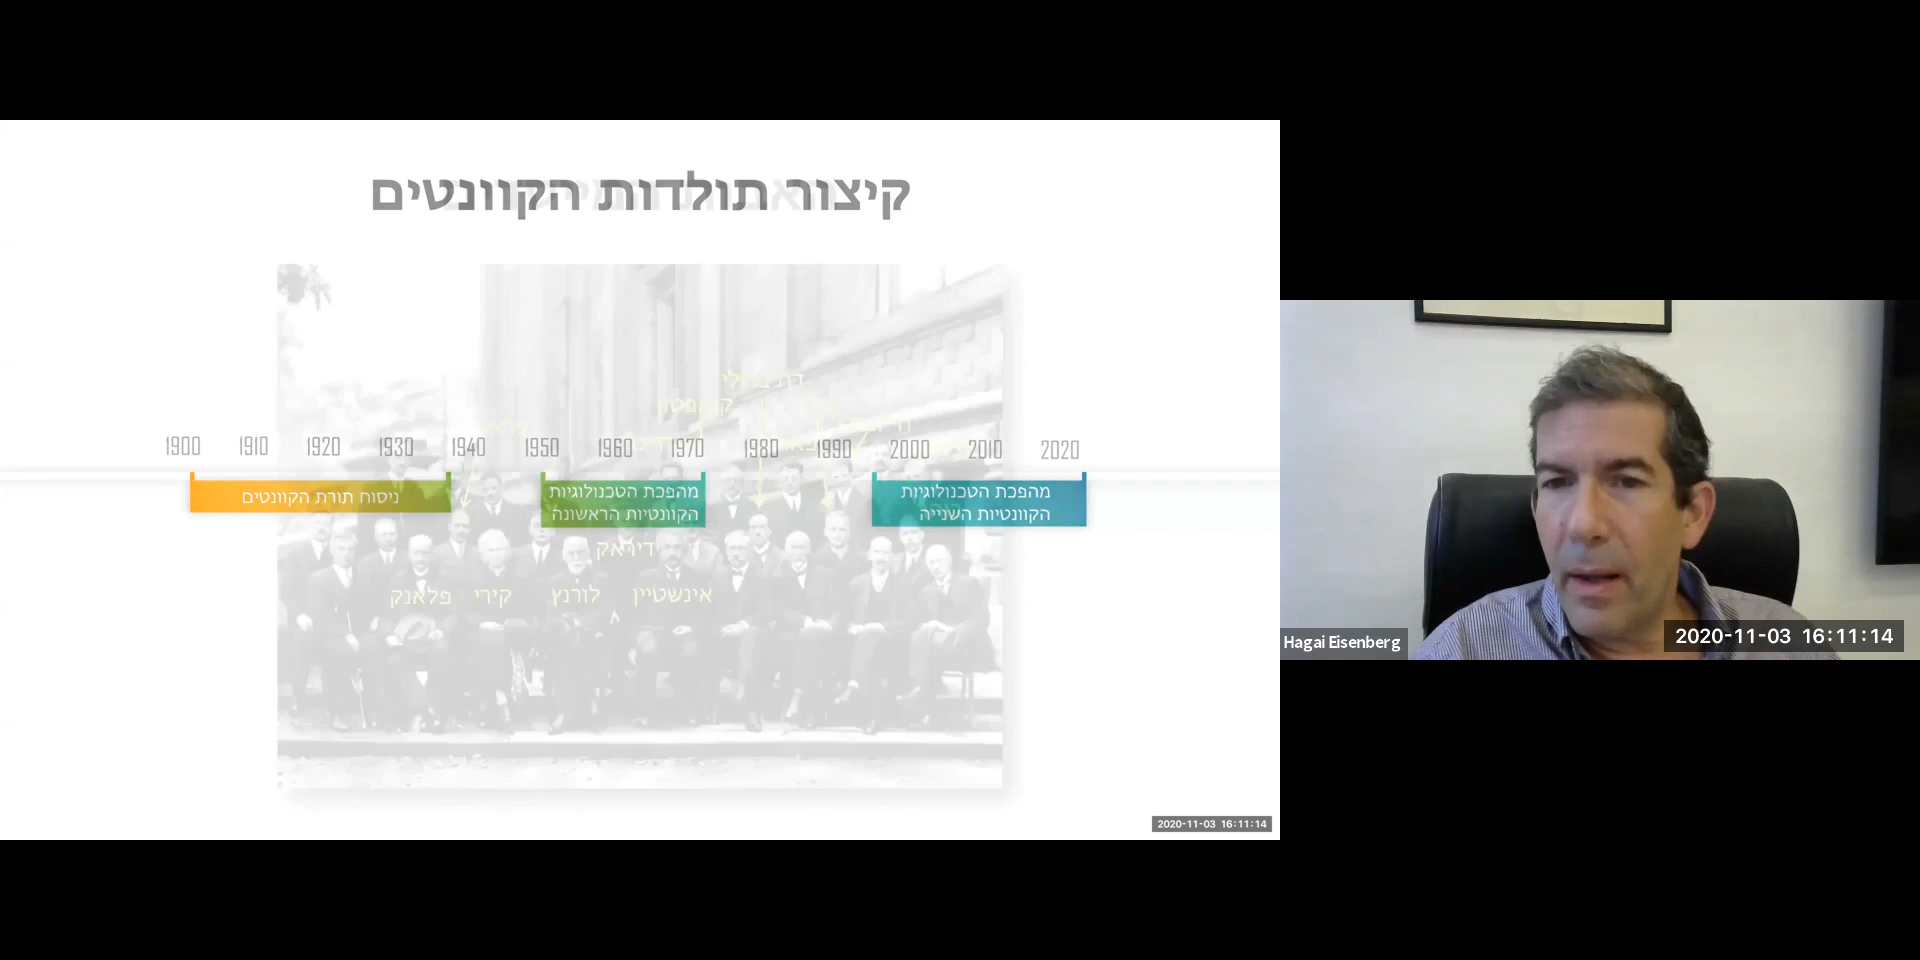 קיצור תולדות הקוונטים
1900 1910 1920 1930 1940 1950 1960 1970 1980 1990 2000 2010 2020
ניסוח תורת הקוונטים
מהפכת הטכנולוגיות
הקוונטיות הראשונה
מהפכת הטכנולוגיות
הקוונטיות השנייה
דיראק
פלאנק קירי לורנץ אינשטיין
2020-11-03 16:11:14
Hagai Eisenberg
2020-11-03 16:11:14